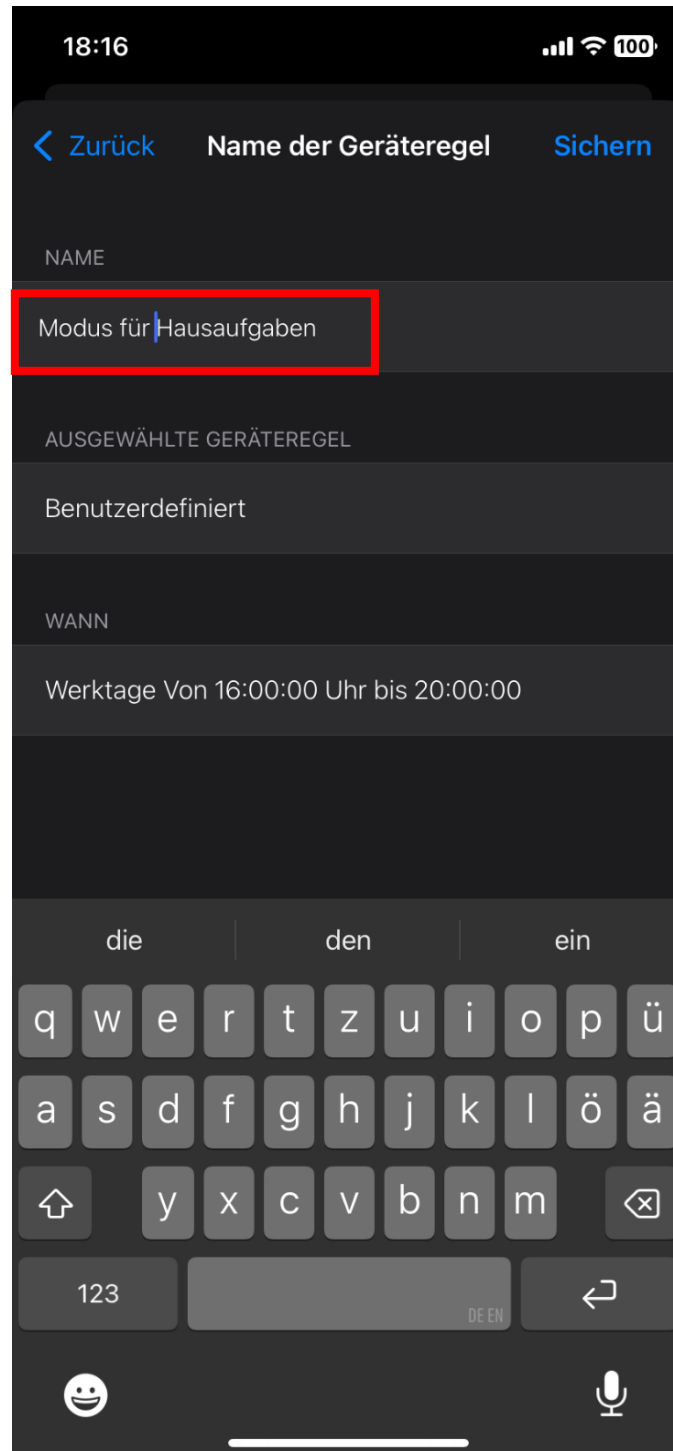 18:16 100
Zurück Name der Geräteregel Sichern
NAME
Modus für Hausaufgaben
AUSGEWÄHLTE GERÄTEREGEL
Benutzerdefiniert
WANN
Werktage Von 16:00:00 Uhr bis 20:00:00
die den ein
q w e r t z u i o p ü
a s d f g h j k l ö ä
y x c v b n m
123 DE EN